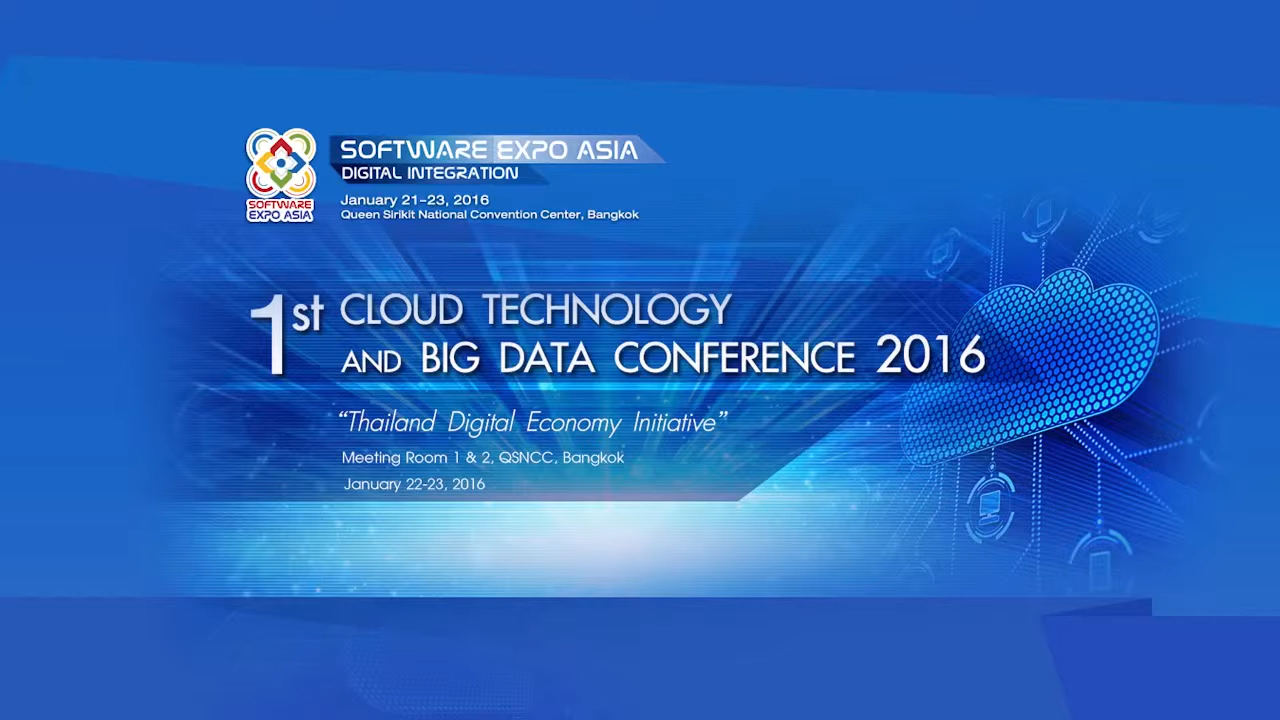 SOFTWARE EXPO ASIA
DIGITAL INTEGRATION
January 21-23, 2016
Queen Sirikit National Convention Center, Bangkok
SOFTWARE
EXPO ASIA
1st CLOUD TECHNOLOGY
AND BIG DATA CONFERENCE 2016
“Thailand Digital Economy Initiative”
Meeting Room 1 & 2, QSNCC, Bangkok
January 22-23, 2016